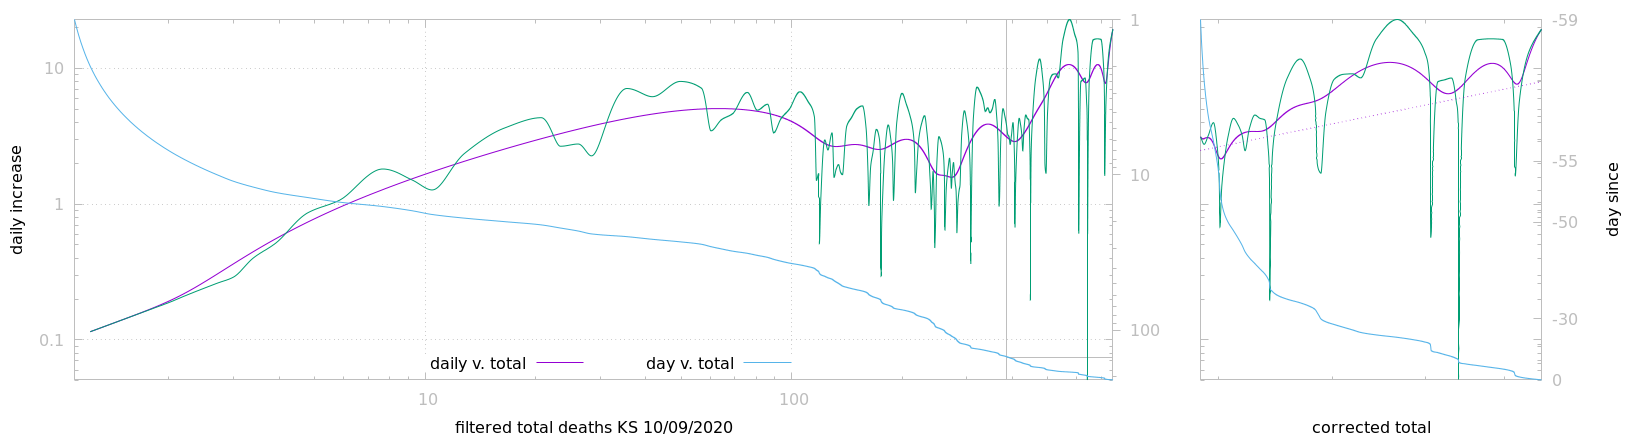 daily increase
10
1
0.1
10
100
1
10
100
daily v. total
day v. total
filtered total deaths KS 10/09/2020
-59
-55
-50
-30
0
day since
corrected total